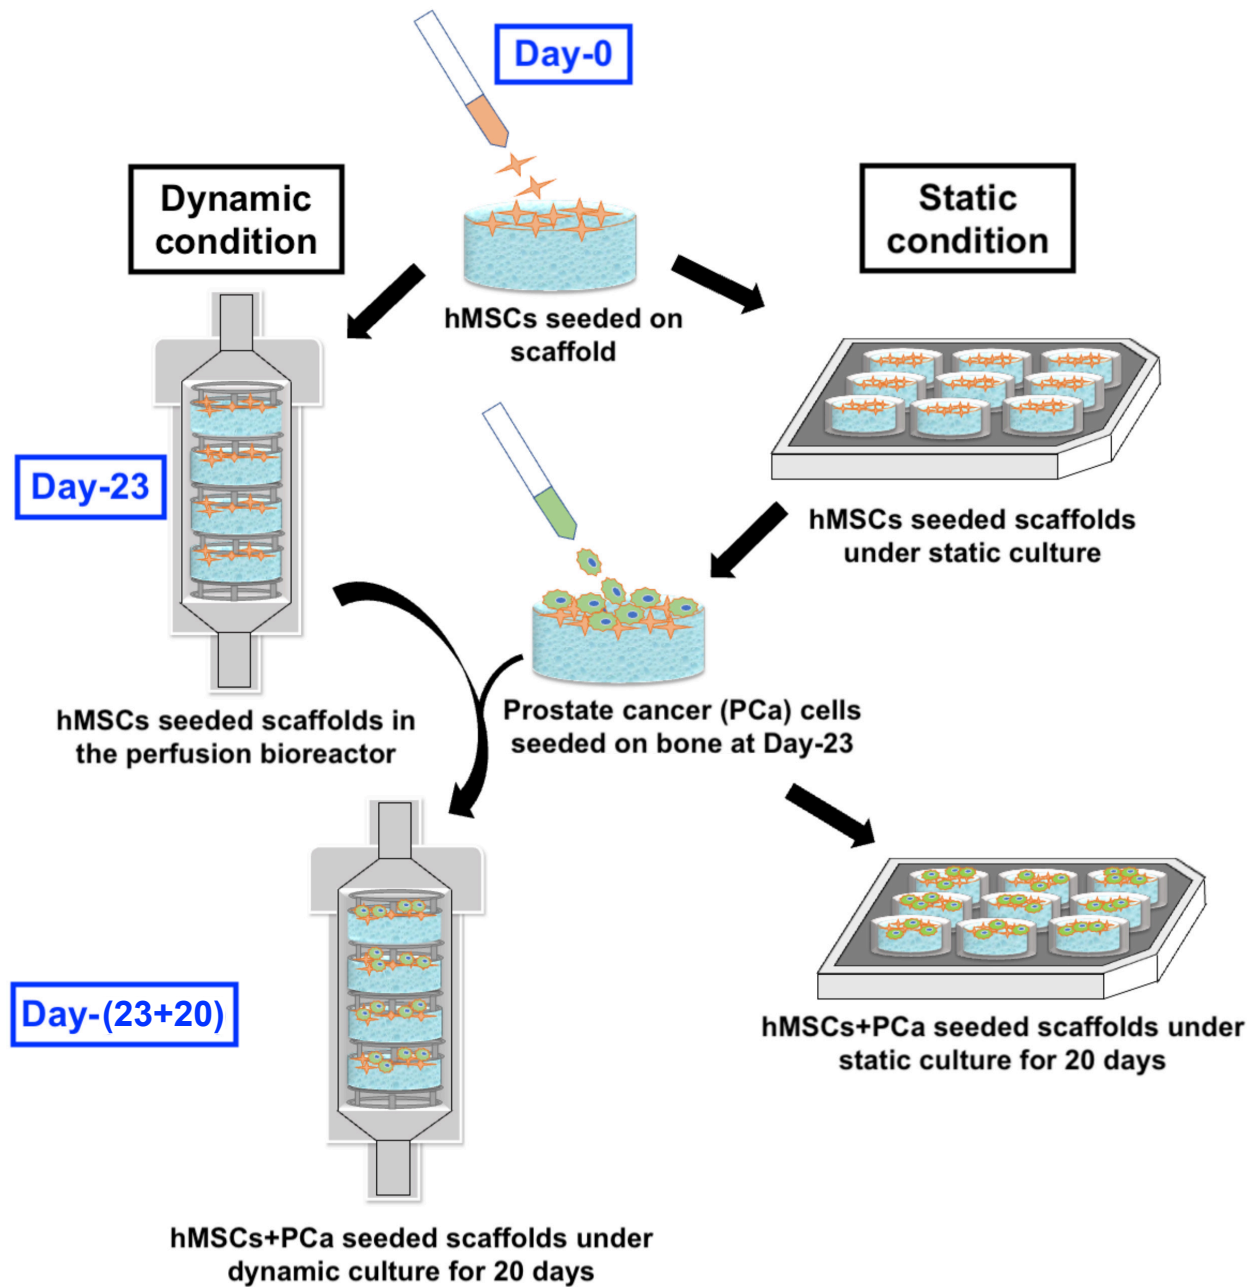 Day-0
Dynamic
condition
Static
condition
hMSCs seeded on
scaffold
Day-23
hMSCs seeded scaffolds
under static culture
hMSCs seeded scaffolds in
the perfusion bioreactor
Prostate cancer (PCa) cells
seeded on bone at Day-23
Day-(23+20)
hMSCs+PCa seeded scaffolds under
static culture for 20 days
hMSCs+PCa seeded scaffolds under
dynamic culture for 20 days